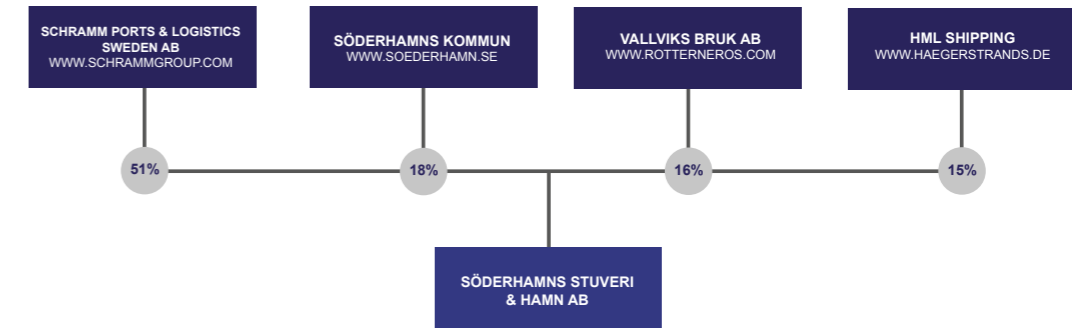 SCHRAMM PORTS & LOGISTICS
SWEDEN AB
WWW.SCHRAMMGROUP.COM
SÖDERHAMNS KOMMUN
WWW.SOEDERHAMN.SE
VALLVIKS BRUK AB
WWW.ROTTERNEROS.COM
HML SHIPPING
WWW.HAEGERSTRANDS.DE
51%
18%
16%
15%
SÖDERHAMNS STUVERI
& HAMN AB